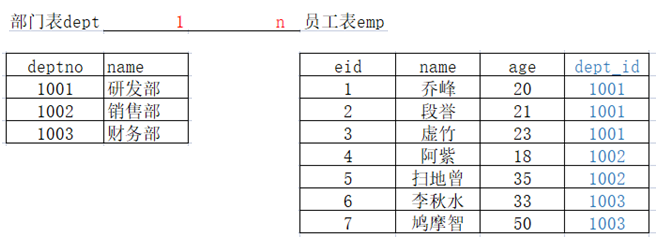 部门表dept 1 n 员工表emp
deptno name
1001 研发部
1002 销售部
1003 财务部
eid name age dept_id
1 乔峰 20 1001
2 段誉 21 1001
3 虚竹 23 1001
4 阿紫 18 1002
5 扫地曾 35 1002
6 李秋水 33 1003
7 鸠摩智 50 1003